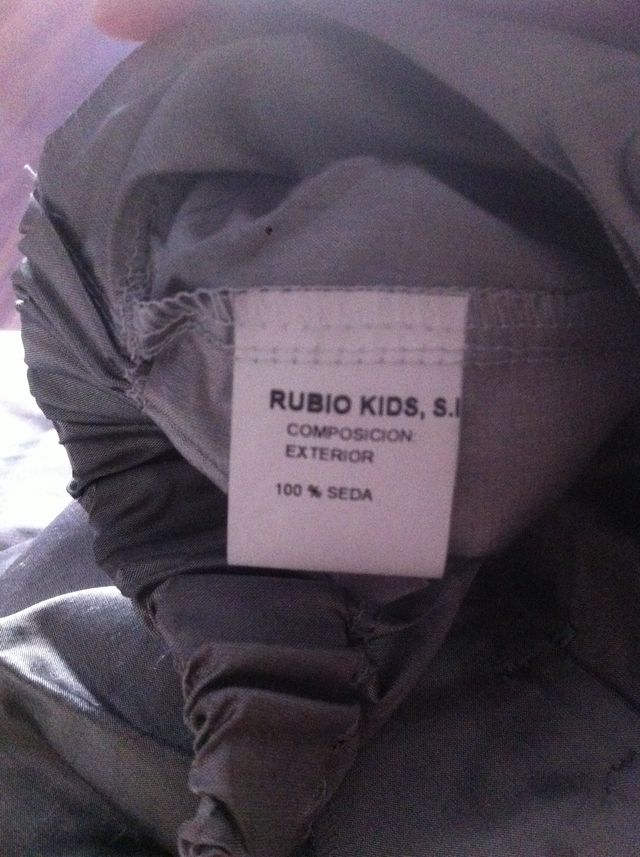 RUBIO KIDS, S.
COMPOSICION:
EXTERIOR
100 % SEDA